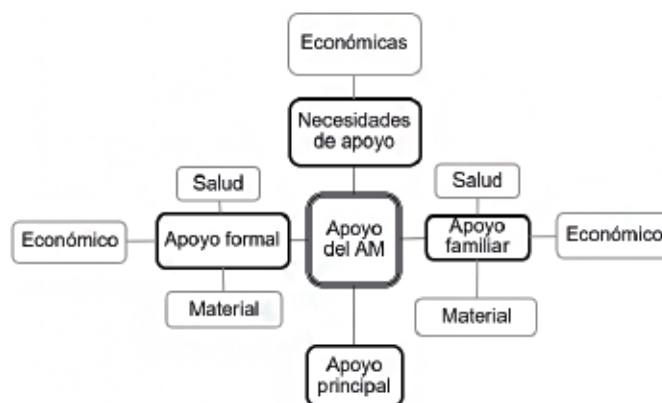 Económicas
Necesidades
de apoyo
Salud
Salud
Económico
Apoyo formal
Apoyo
del AM
Apoyo
familiar
Económico
Material
Material
Apoyo
principal